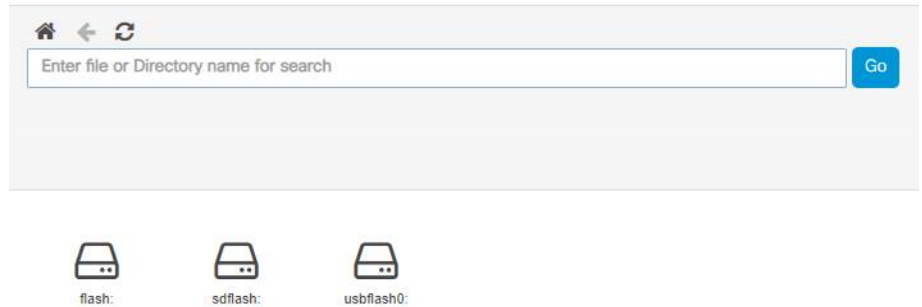 Enter file or Directory name for search
Go
flash:
sdflash:
usbflash0: